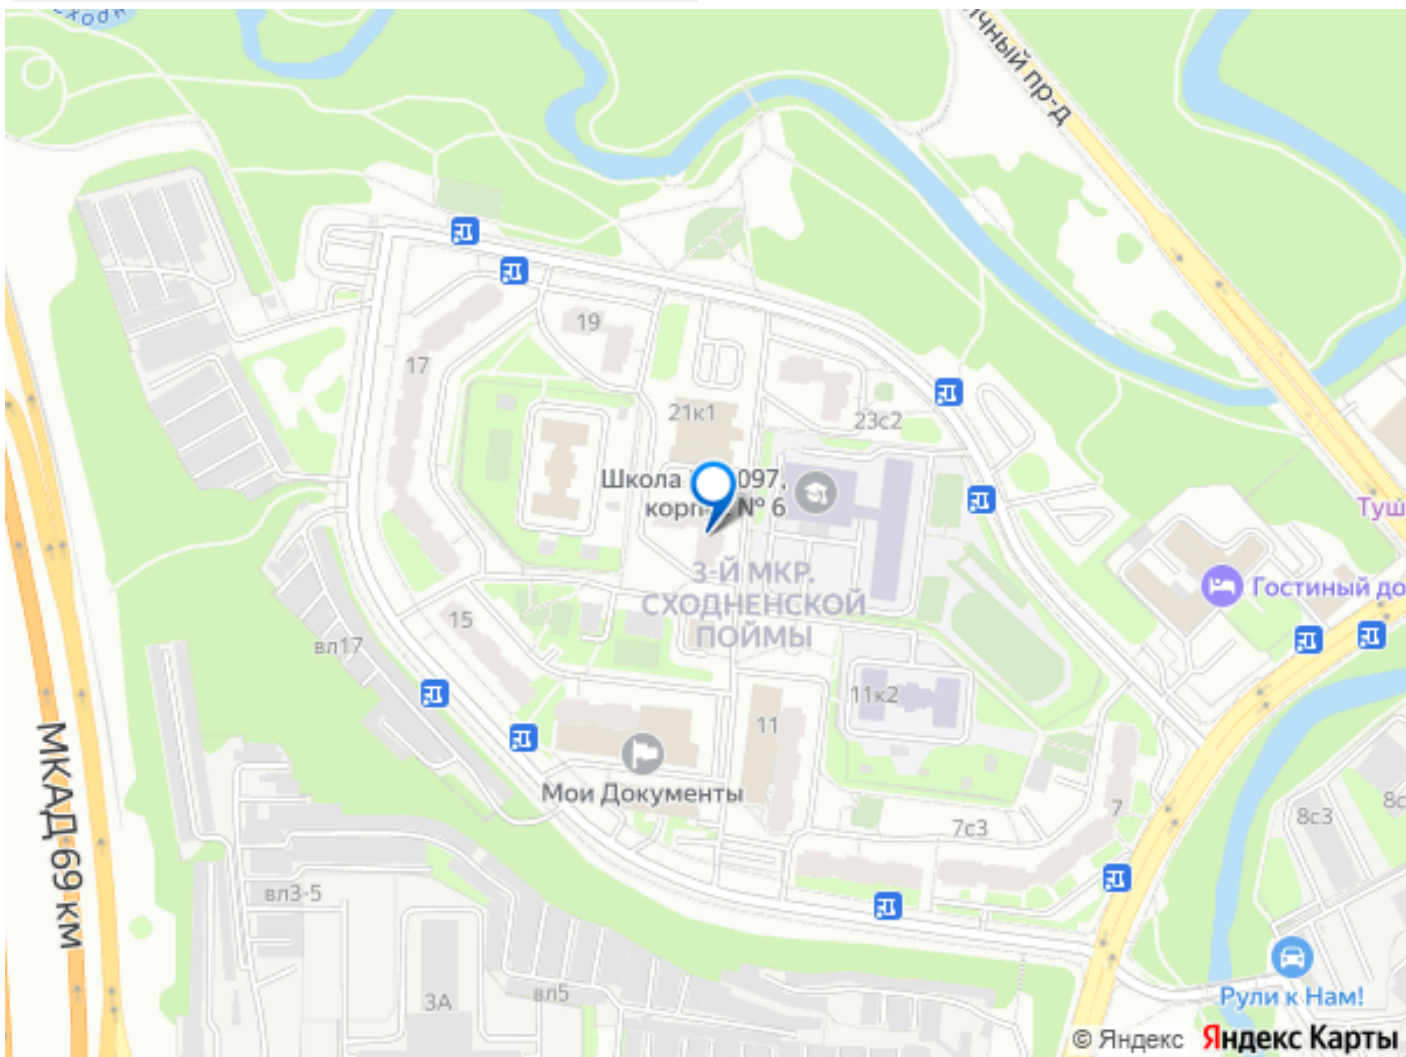 сходн
чный пр-д
19
17
21к1
23с2
Школа 097,
корп № 6
Туш
3-Й МКР.
СХОДНЕНСКОЙ
ПОЙМЫ
Гостиный до
15
вл17
11к2
11
МКАД 69 км
Мои Документы
7
7с3
8с3
8с
вл3-5
3А
вл5
Рули к Нам!
© Яндекс Яндекс Карты